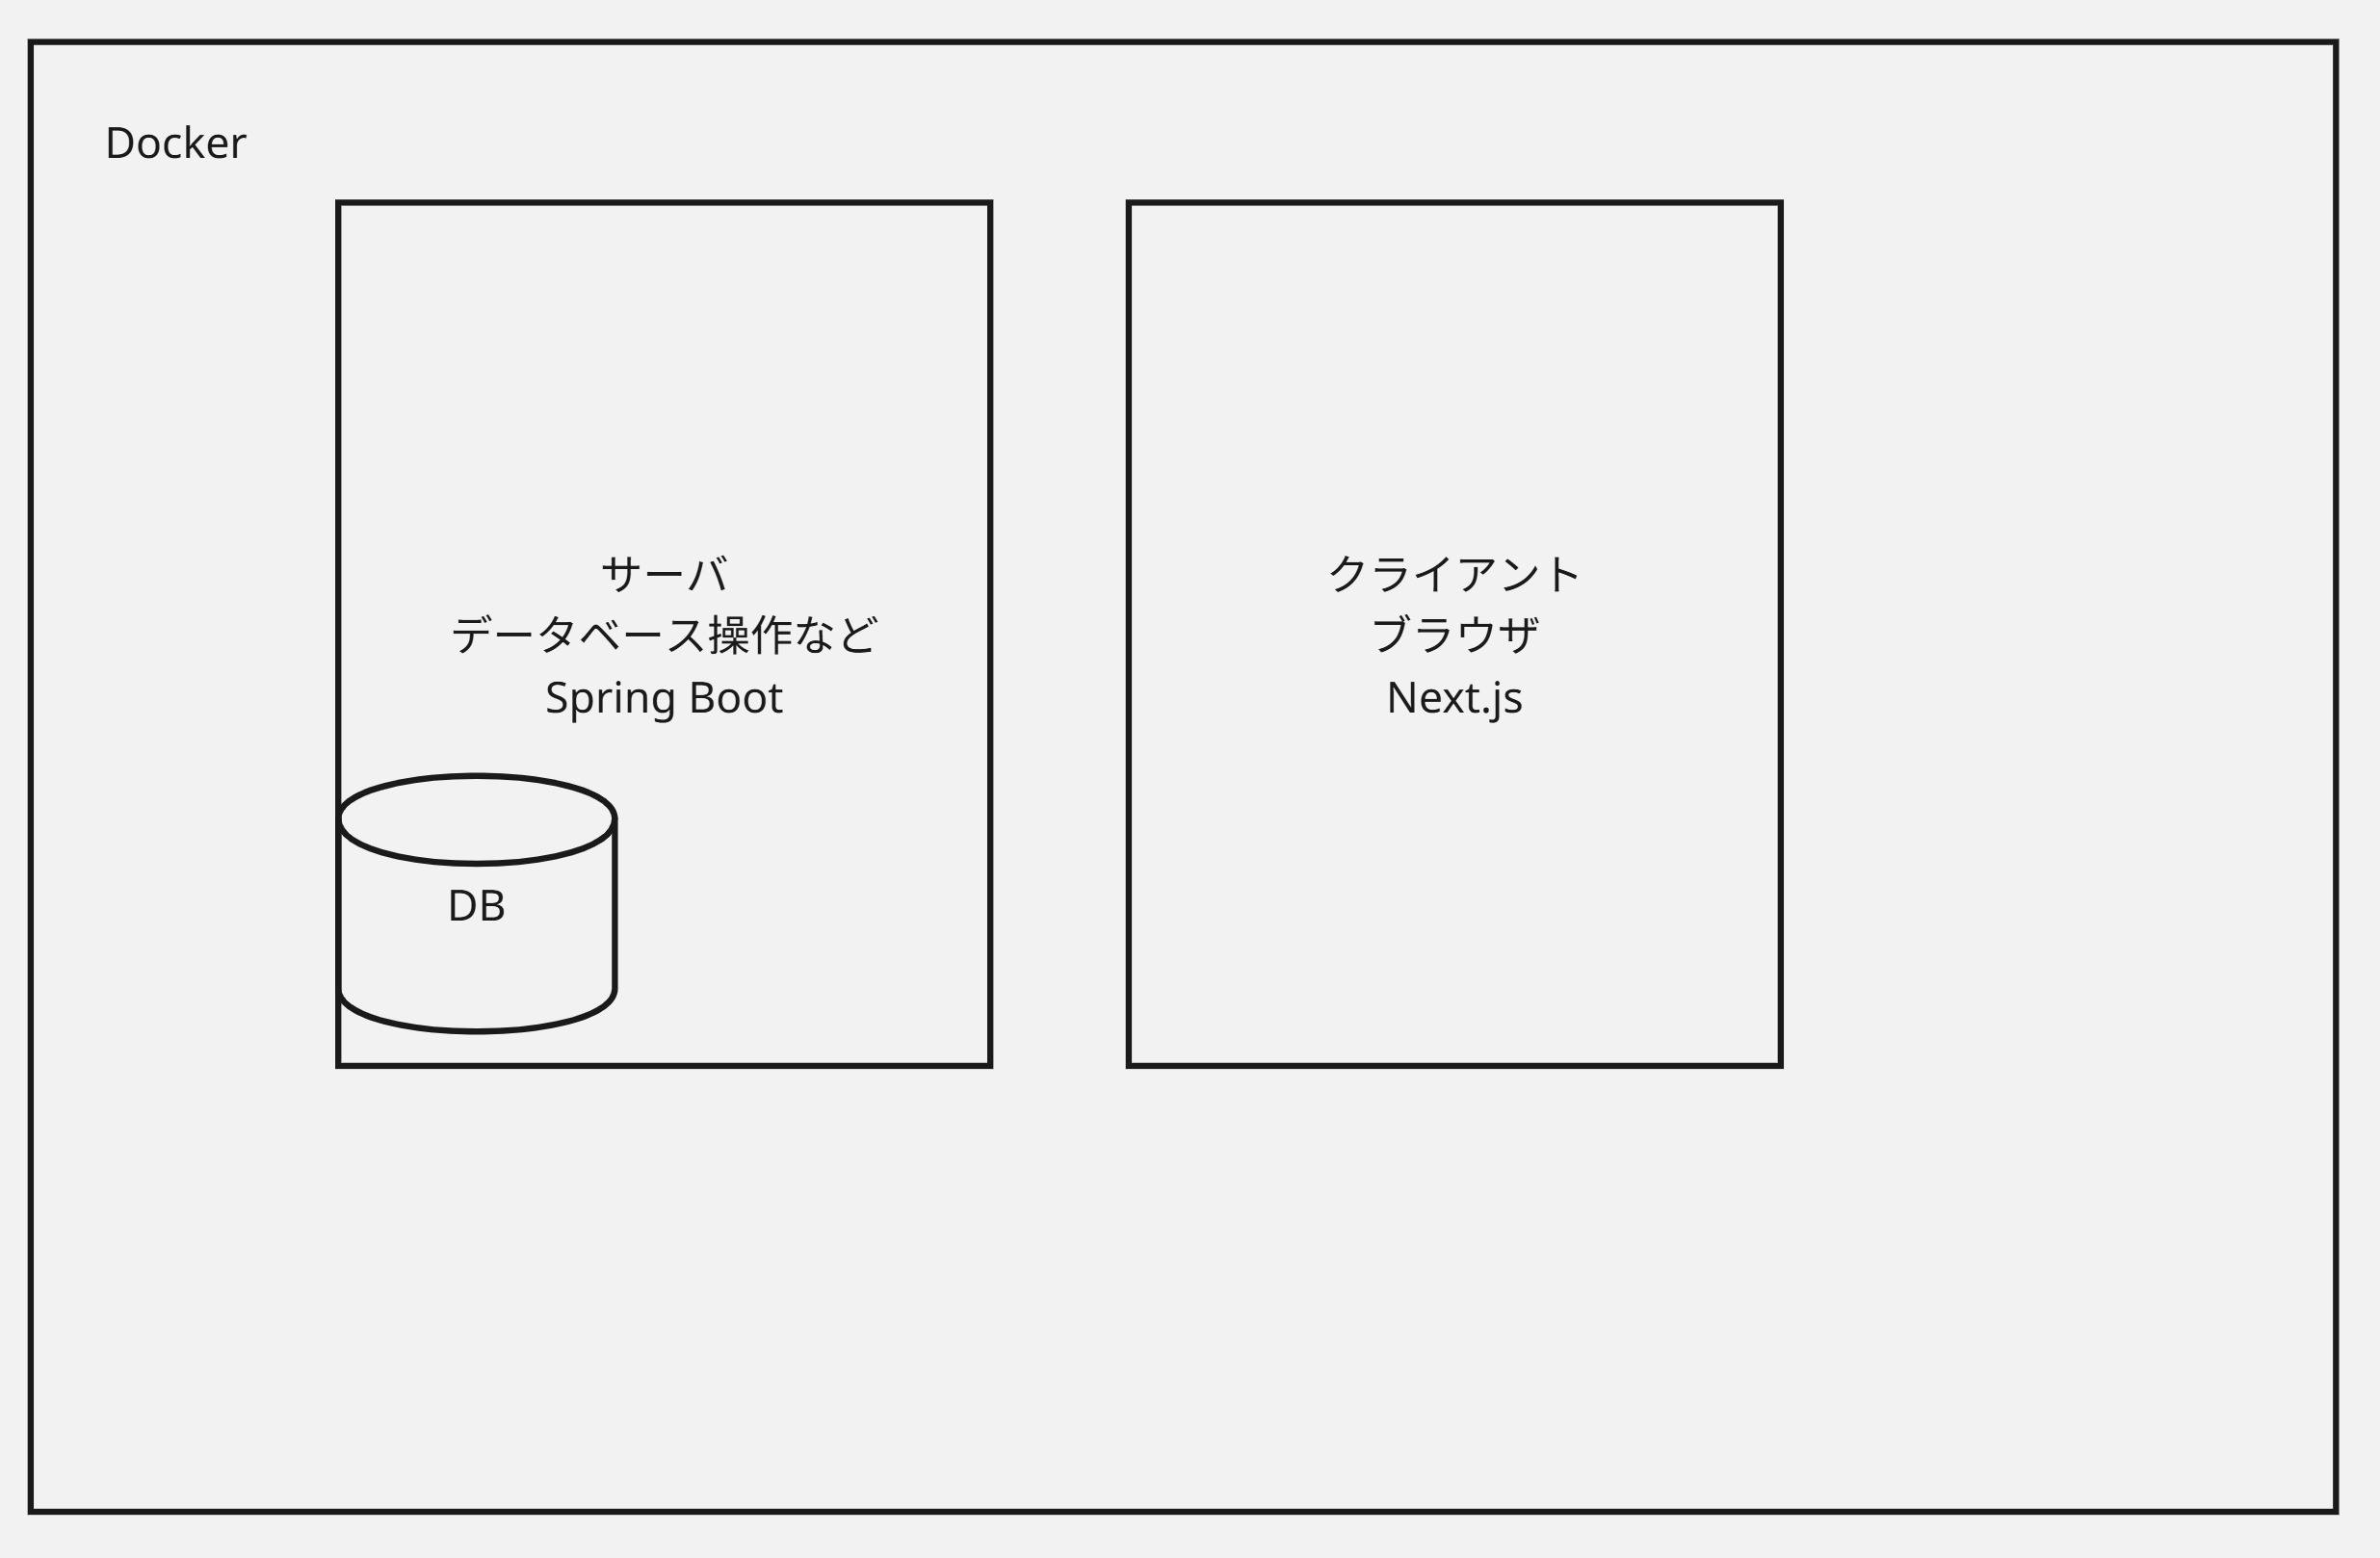 Docker
サーバ
データベース操作など
Spring Boot
DB
クライアント
ブラウザ
Next.js